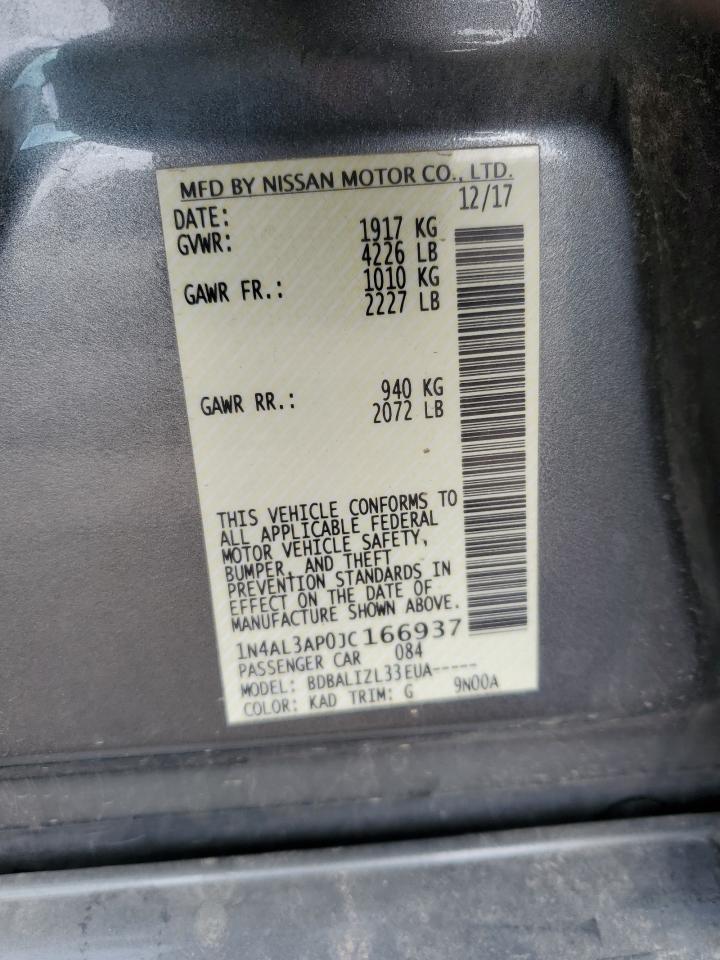 MFD BY NISSAN MOTOR CO., LTD.
DATE: 12/17
GVWR: 1917 KG
4226 LB
GAWR FR.: 1010 KG
2227 LB
GAWR RR.: 940 KG
2072 LB
THIS VEHICLE CONFORMS TO
ALL APPLICABLE FEDERAL
MOTOR VEHICLE SAFETY,
BUMPER, AND THEFT
PREVENTION STANDARDS IN
EFFECT ON THE DATE OF
MANUFACTURE SHOWN ABOVE.
1N4AL3AP0JC166937
PASSENGER CAR 084
MODEL: BDBALIZL33EUA-----
COLOR: KAD TRIM: G 9N00A